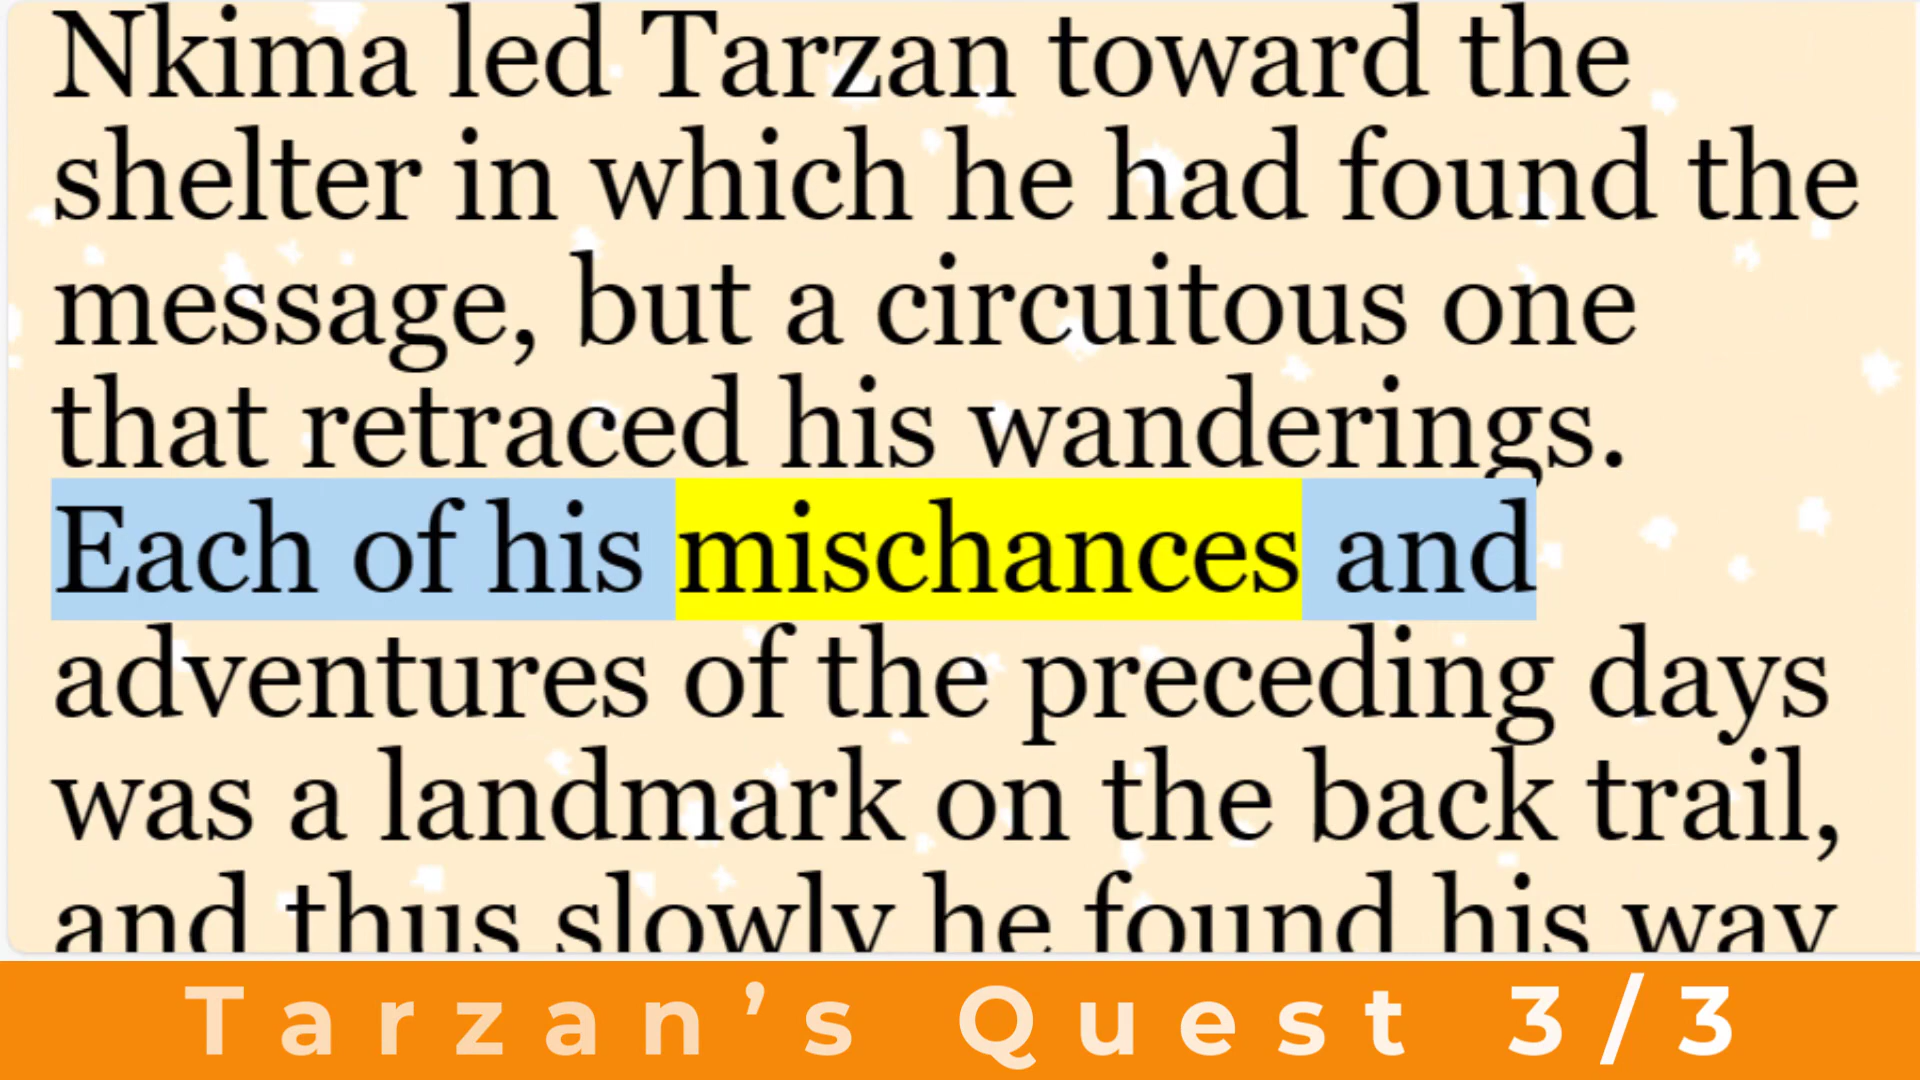 Nkima led Tarzan toward the
shelter in which he had found the
message, but a circuitous one
that retraced his wanderings.
Each of his mischances and
adventures of the preceding days
was a landmark on the back trail,
and thus slowly he found his way
Tarzan’s Quest 3/3